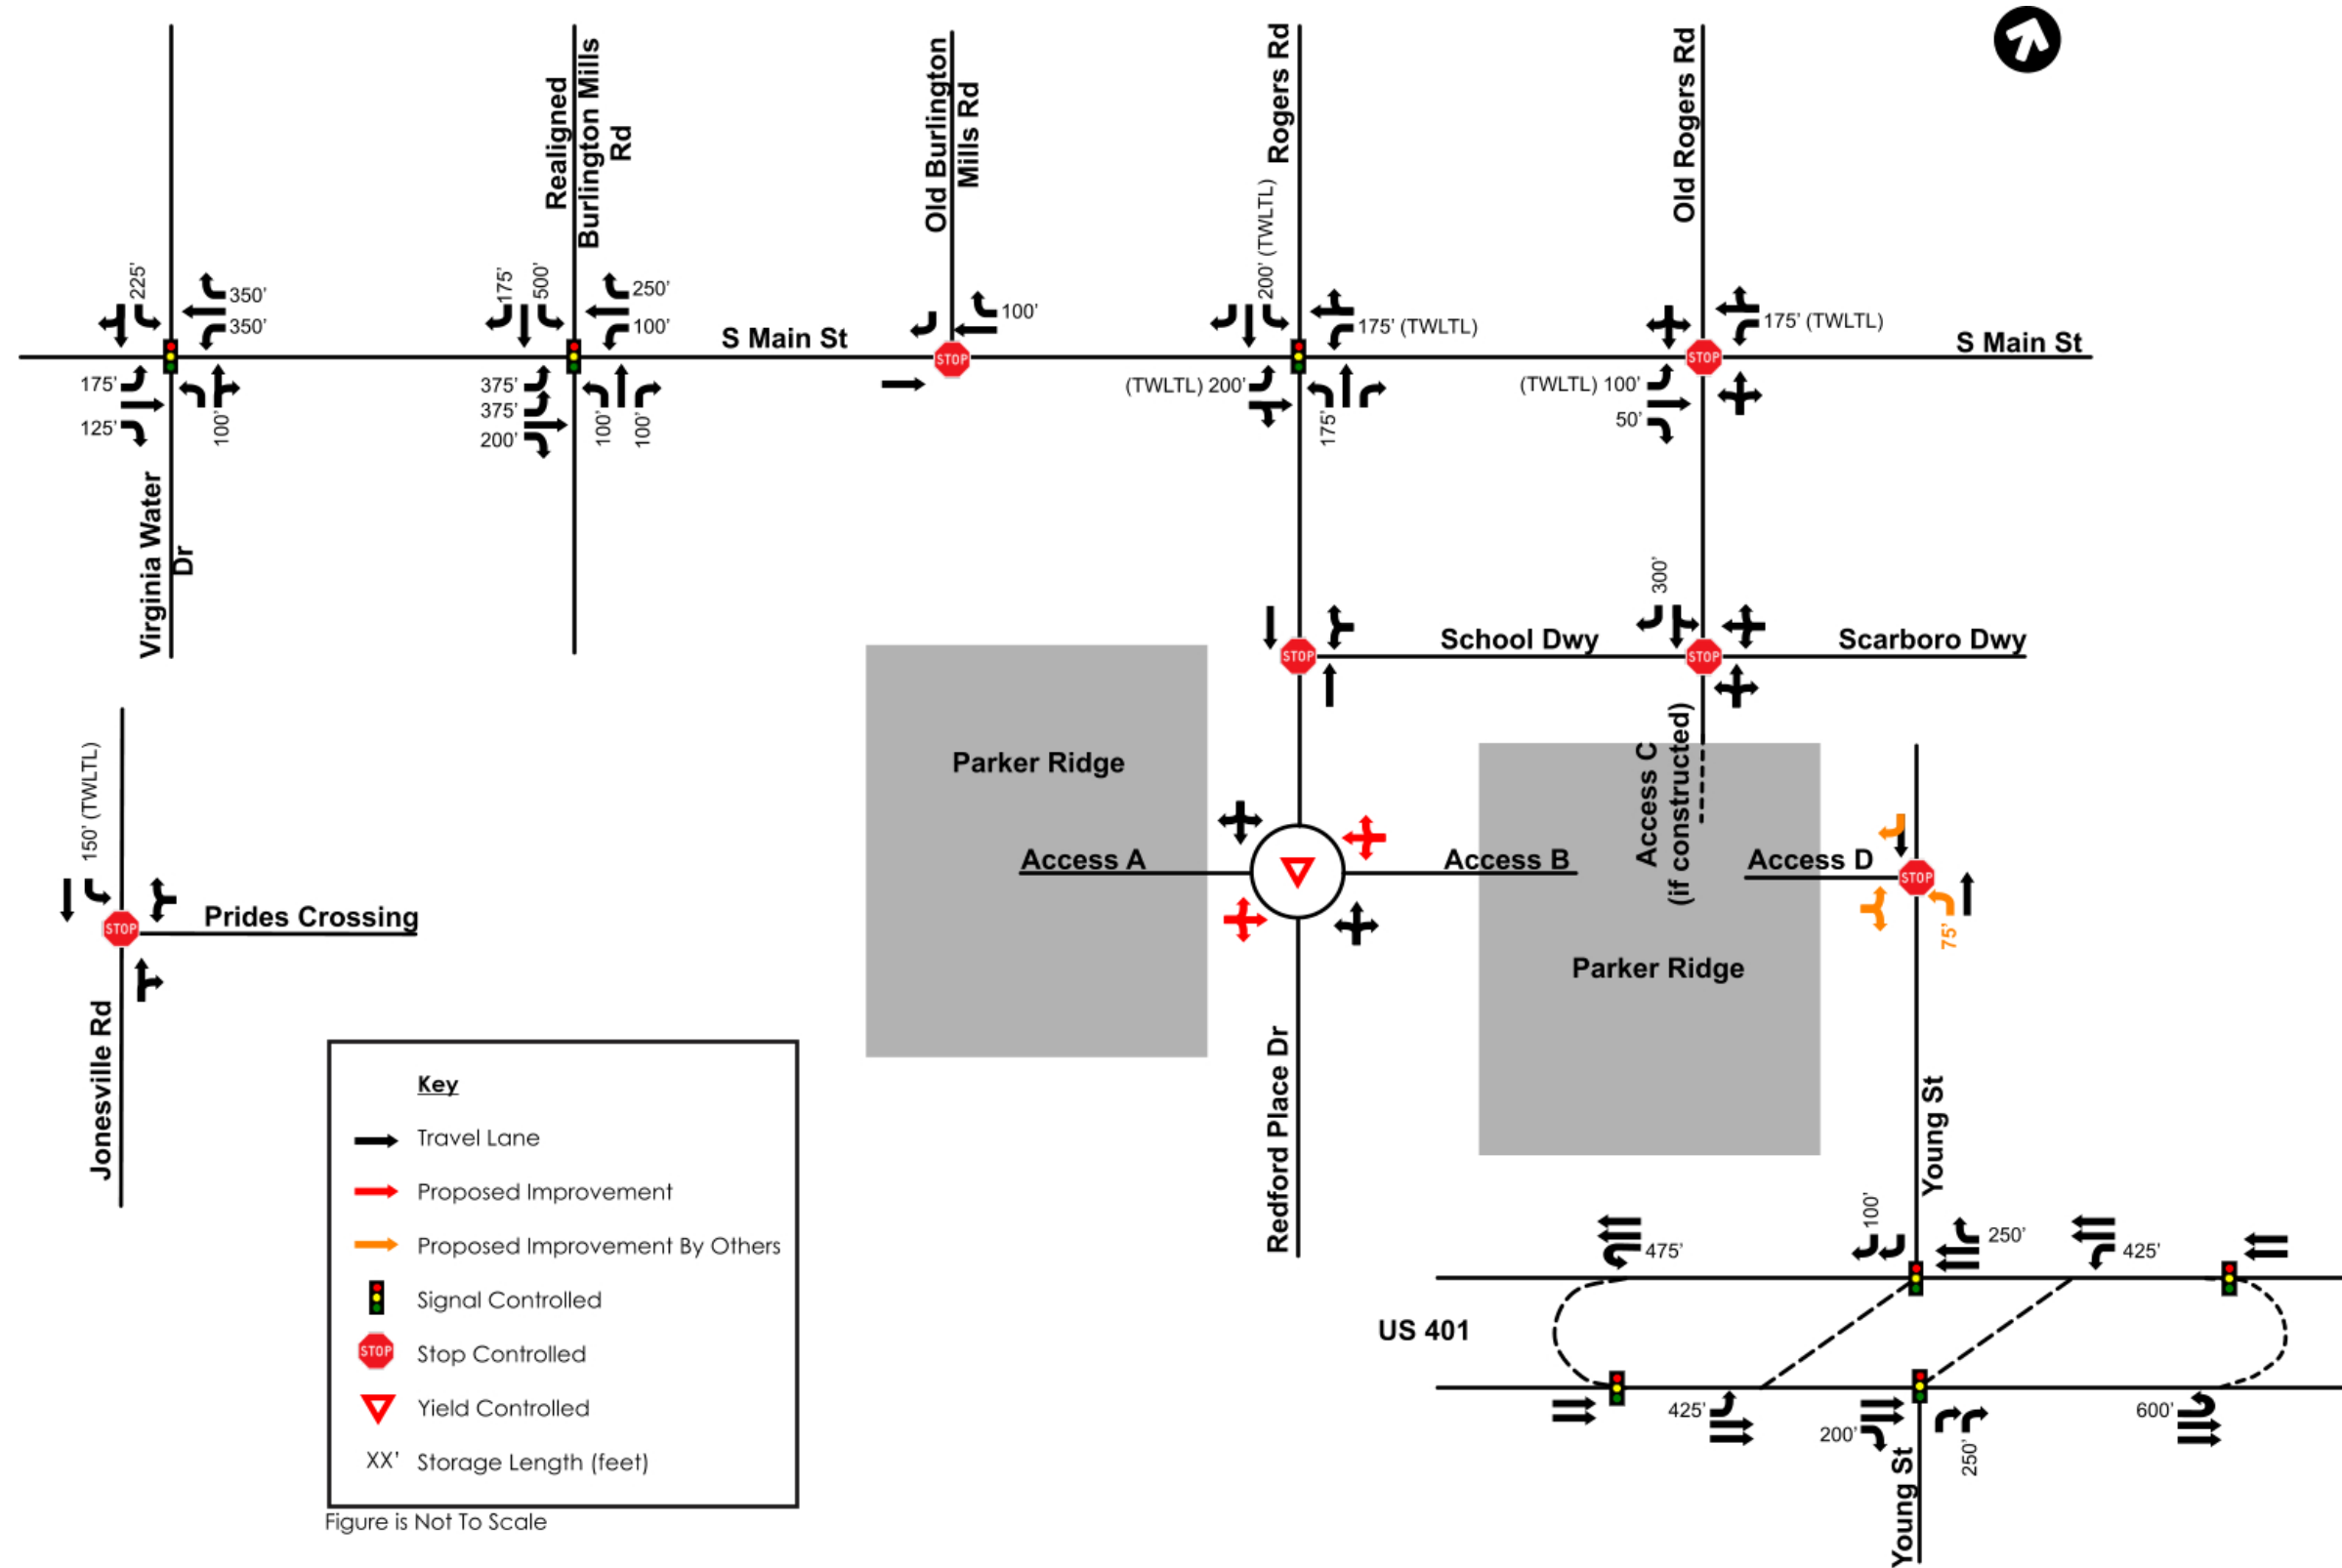 Realigned
Burlington Mills
Rd
Old Burlington
Mills Rd
Rogers Rd
Old Rogers Rd
225'
350'
350'
175'
125'
100'
175'
500'
250'
100'
375'
375'
200'
100'
100'
S Main St
100'
200' (TWLTL)
175' (TWLTL)
(TWLTL) 200'
175'
175' (TWLTL)
(TWLTL) 100'
50'
S Main St
STOP
STOP
Virginia Water
Dr
300'
School Dwy
Scarboro Dwy
STOP
STOP
150' (TWLTL)
Prides Crossing
STOP
Jonesville Rd
Parker Ridge
Access A
Access B
Access C
(if constructed)
Parker Ridge
Access D
STOP
75'
Redford Place Dr
Young St
Key
Travel Lane
Proposed Improvement
Proposed Improvement By Others
Signal Controlled
STOP
Stop Controlled
Yield Controlled
XX' Storage Length (feet)
Figure is Not To Scale
475'
100'
250'
425'
US 401
425'
200'
250'
600'
Young St